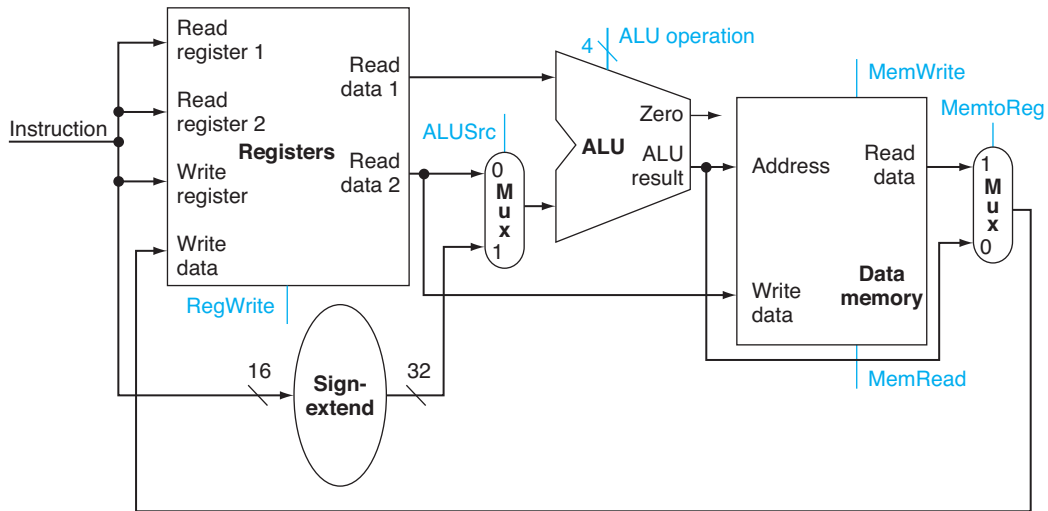 Instruction
Read
register 1
Read
register 2
Write
register
Write
data
Registers
Read
data 1
Read
data 2
RegWrite
16
Sign-
extend
32
ALUSrc
0
Mux
1
4
ALU operation
Zero
ALU
ALU
result
MemWrite
Address
Read
data
Write
data
Data
memory
MemRead
MemtoReg
1
Mux
0